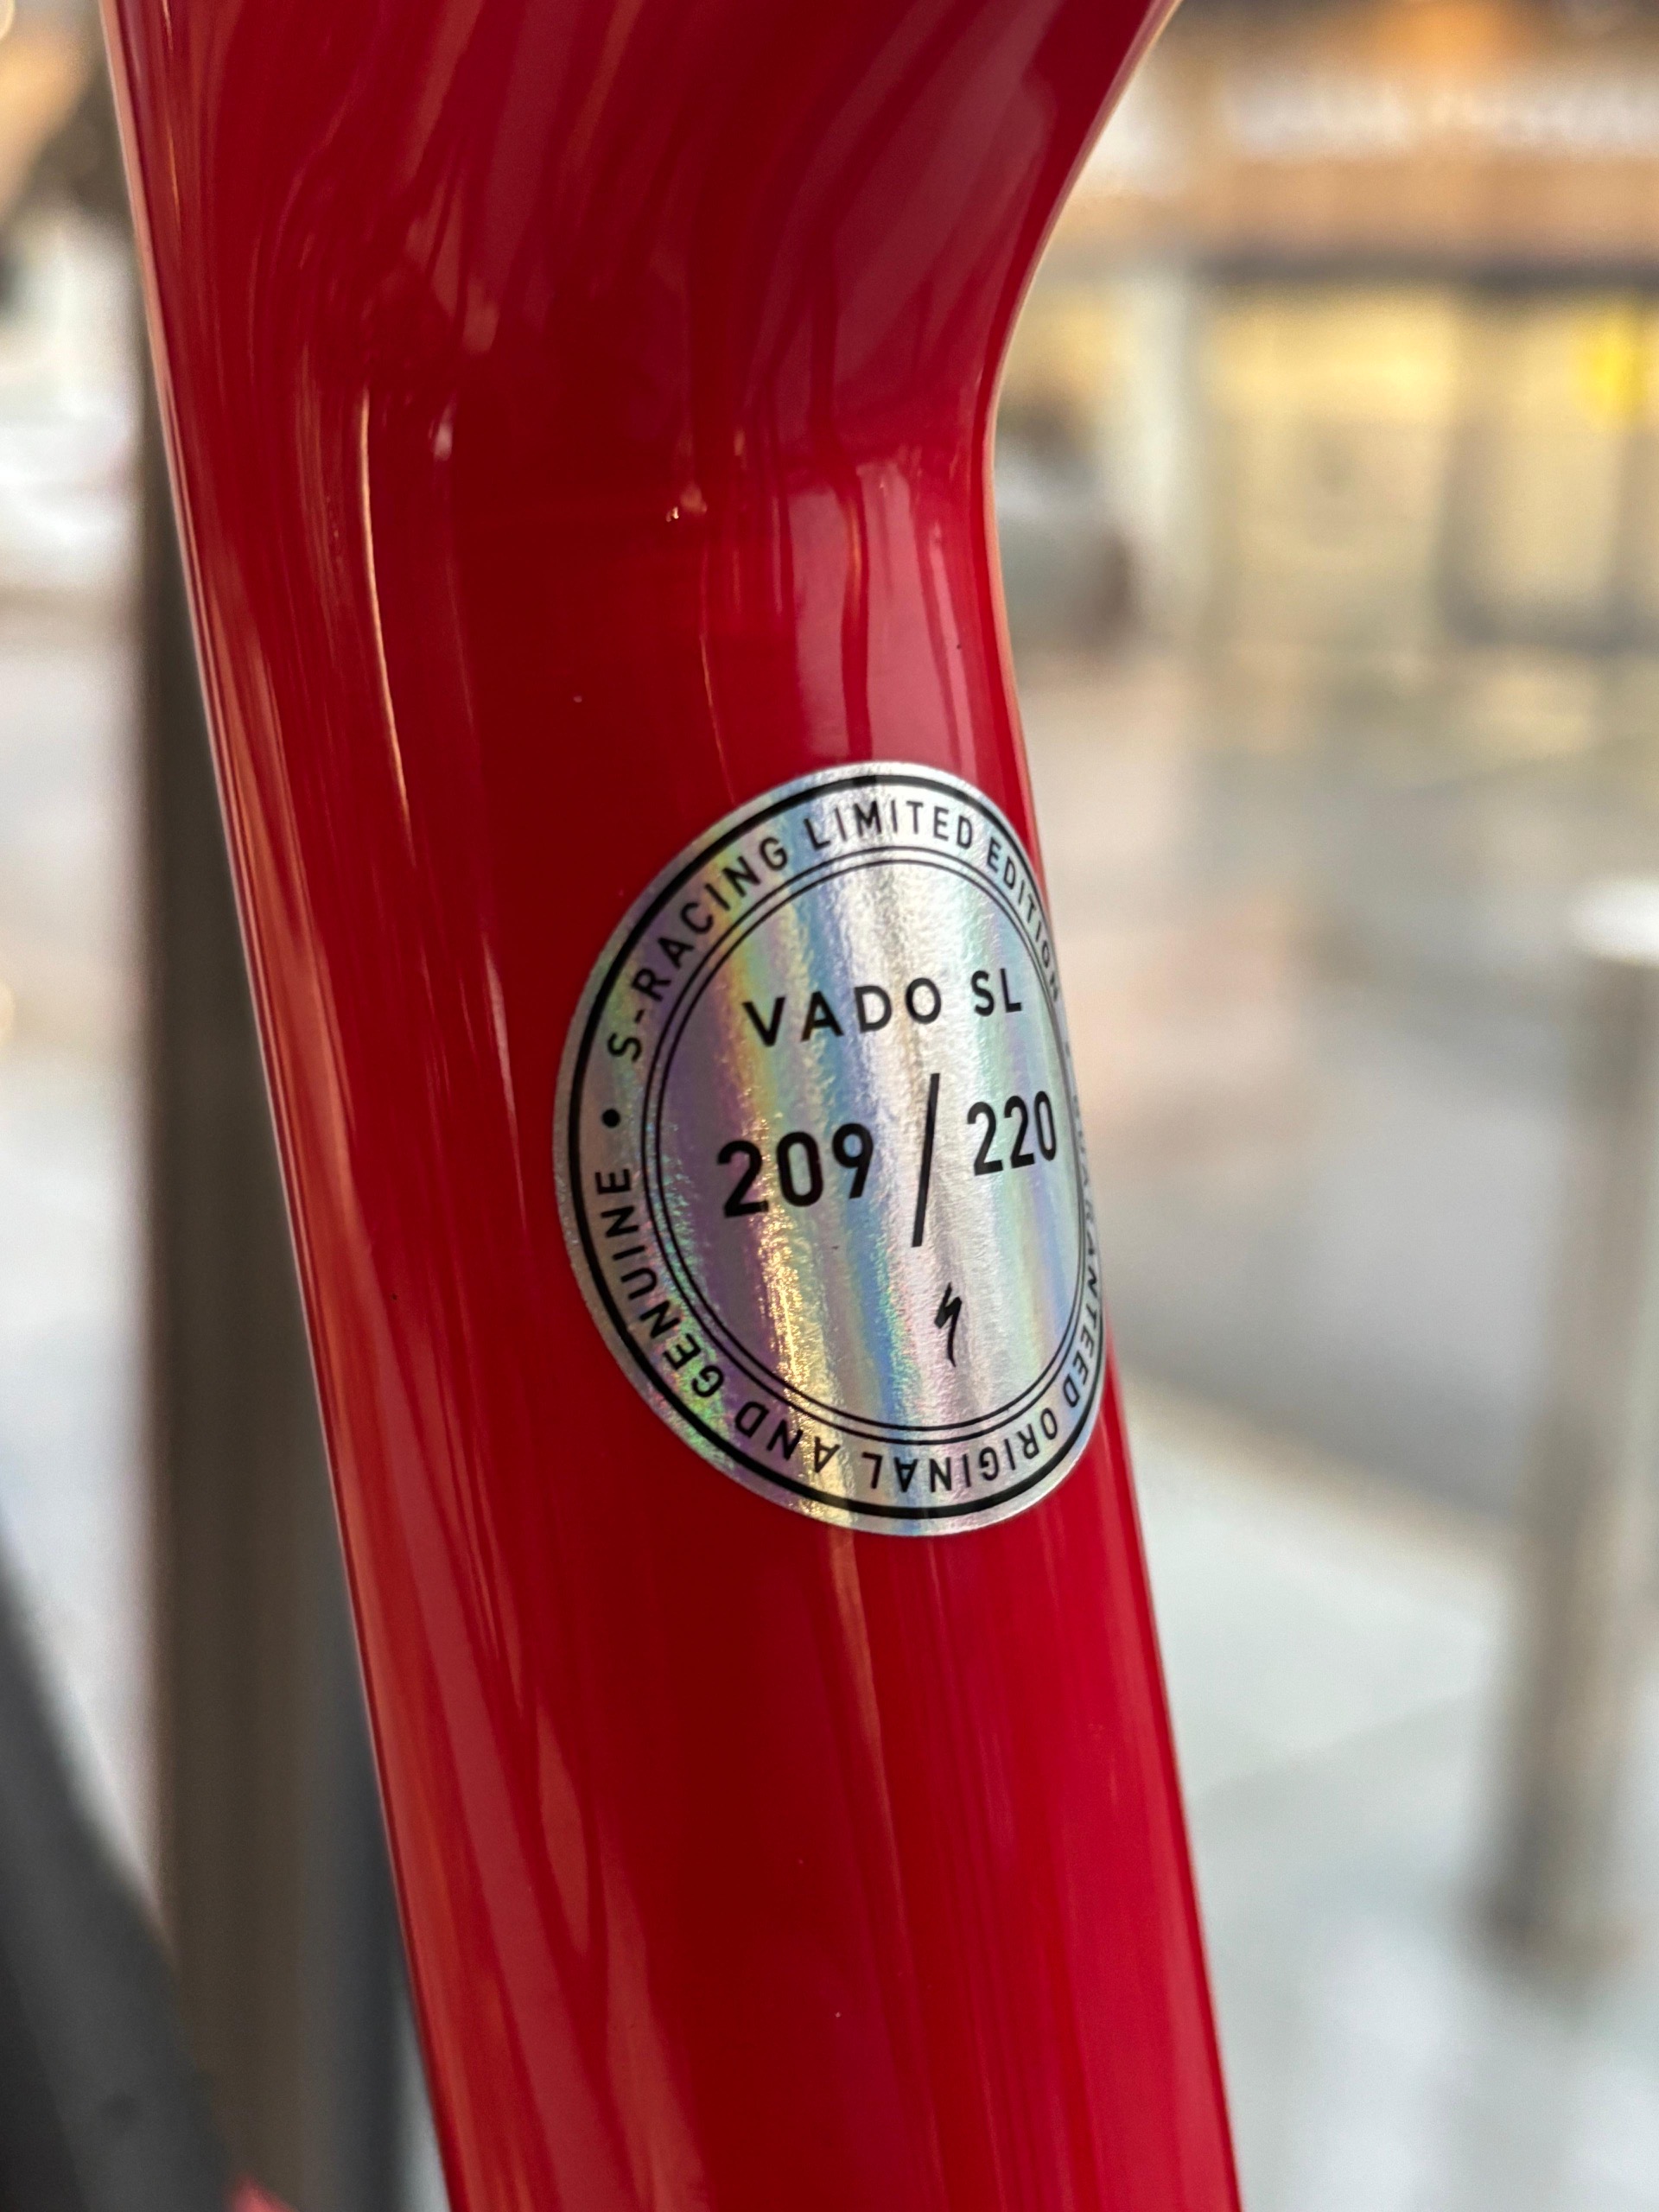 S-RACING LIMITED EDITION
VADO SL
209/220
GUARANTEED ORIGINAL AND GENUINE •